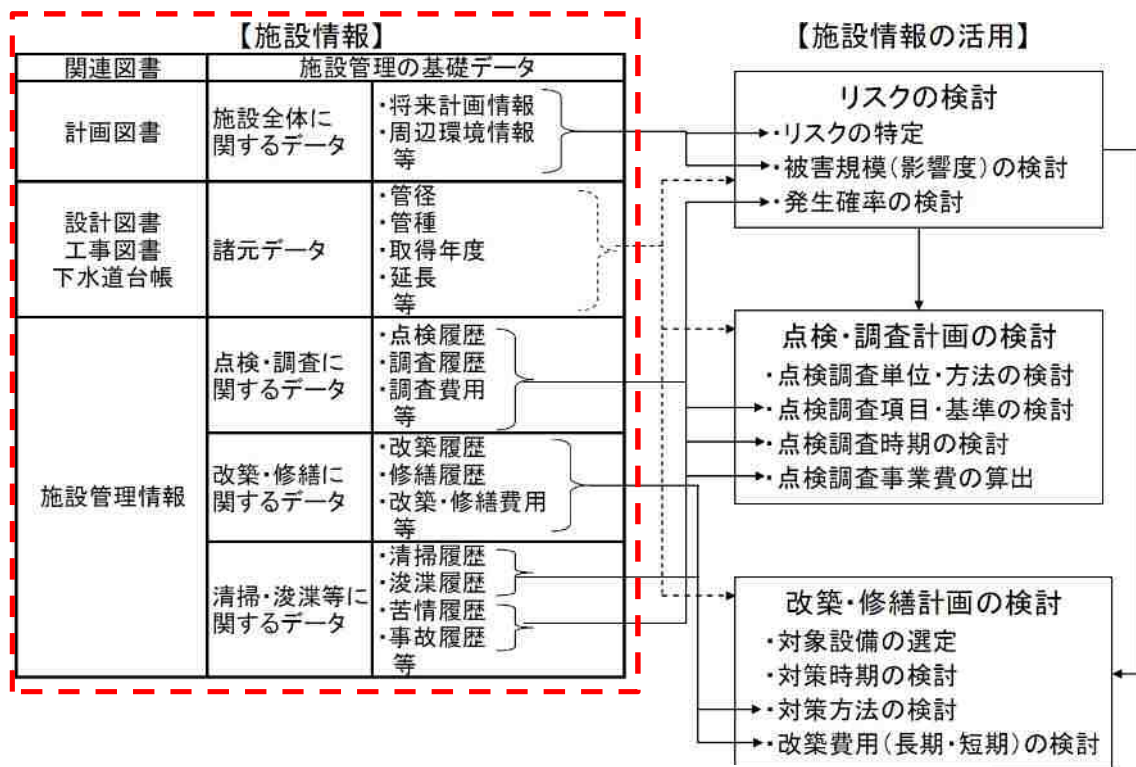 【施設情報】
関連図書
施設管理の基礎データ
計画図書
施設全体に
関するデータ
・将来計画情報
・周辺環境情報
等
設計図書
工事図書
下水道台帳
諸元データ
・管径
・管種
・取得年度
・延長
等
施設管理情報
点検・調査に
関するデータ
・点検履歴
・調査履歴
・調査費用
等
改築・修繕に
関するデータ
・改築履歴
・修繕履歴
・改築・修繕費用
等
清掃・浚渫等に
関するデータ
・清掃履歴
・浚渫履歴
・苦情履歴
・事故履歴
等
【施設情報の活用】
リスクの検討
・リスクの特定
・被害規模(影響度)の検討
・発生確率の検討
点検・調査計画の検討
・点検調査単位・方法の検討
・点検調査項目・基準の検討
・点検調査時期の検討
・点検調査事業費の算出
改築・修繕計画の検討
・対象設備の選定
・対策時期の検討
・対策方法の検討
・改築費用(長期・短期)の検討